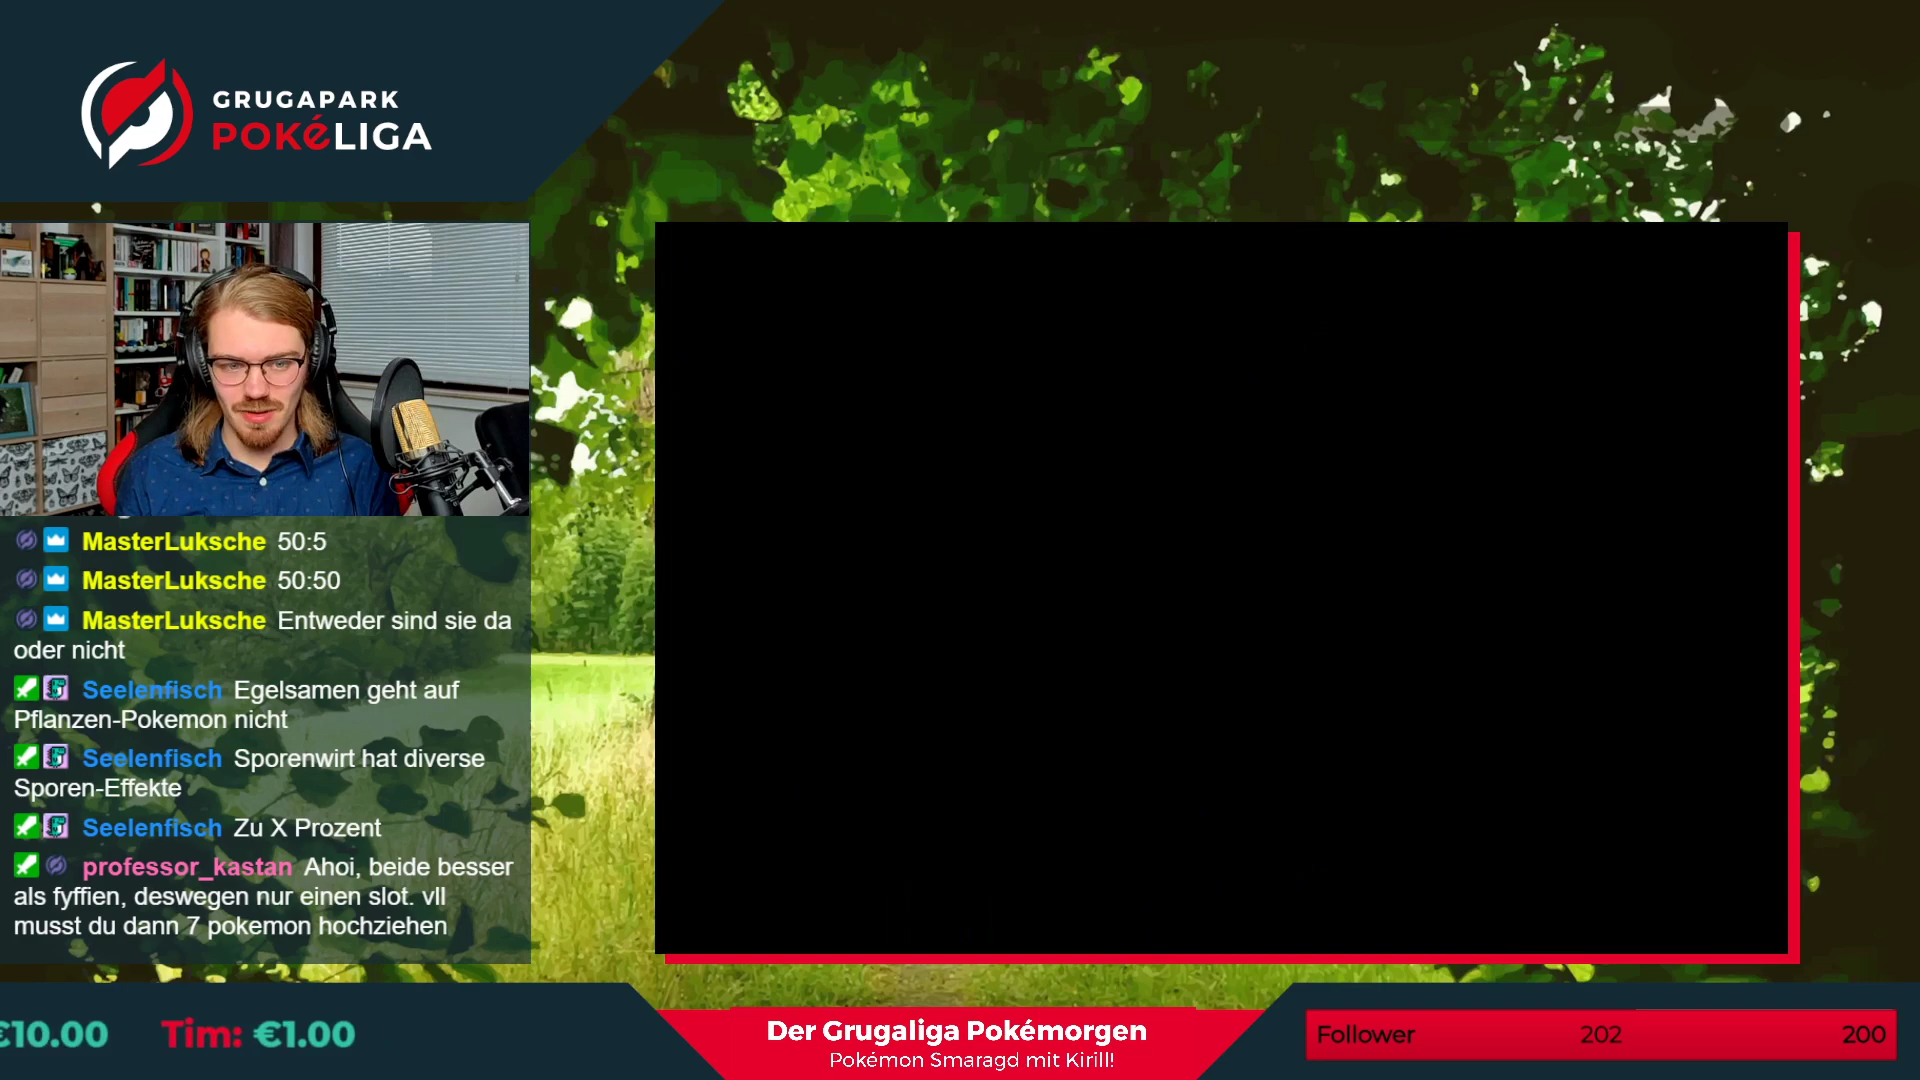 GRUGAPARK
POKéLIGA
MasterLuksche 50:5
MasterLuksche 50:50
MasterLuksche Entweder sind sie da
oder nicht
Seelenfisch Egelsamen geht auf
Pflanzen-Pokemon nicht
Seelenfisch Sporenwirt hat diverse
Sporen-Effekte
Seelenfisch Zu X Prozent
professor_kastan Ahoi, beide besser
als fyffien, deswegen nur einen slot. vll
musst du dann 7 pokemon hochziehen
€10.00 Tim: €1.00
Der Grugaliga Pokémorgen
Pokémon Smaragd mit Kirill!
Follower 202 200